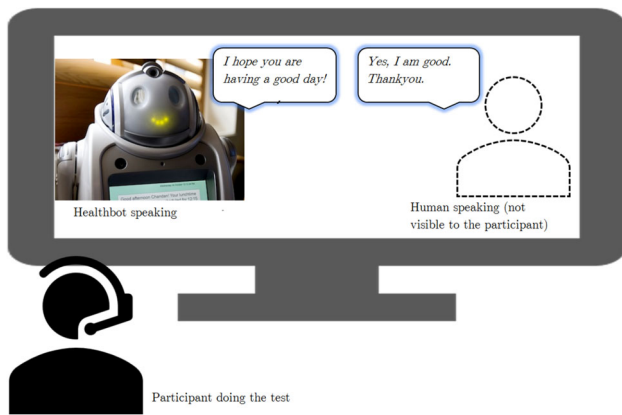 I hope you are
having a good day!
Yes, I am good.
Thankyou.
Healthbot speaking
Human speaking (not
visible to the participant)
Participant doing the test